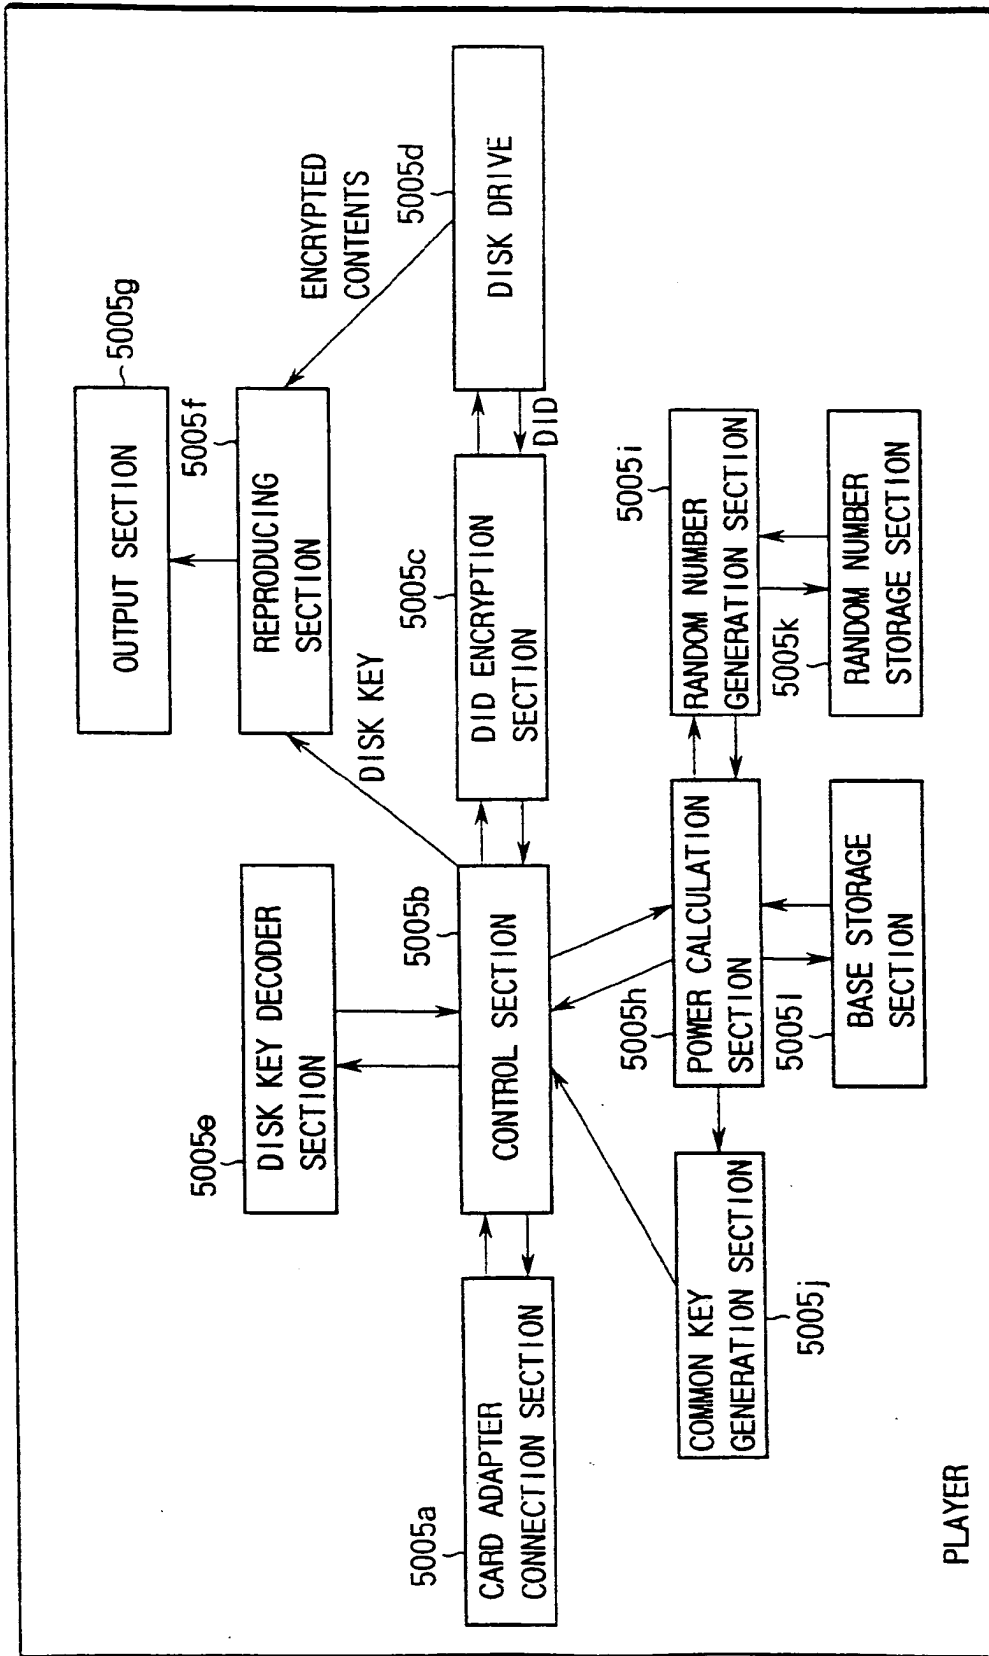 OUTPUT SECTION
5005g
5005e
DISK KEY DECODER
SECTION
REPRODUCING
SECTION
5005f
DISK KEY
ENCRYPTED
CONTENTS
5005a
CARD ADAPTER
CONNECTION SECTION
5005b
CONTROL SECTION
5005c
DID ENCRYPTION
SECTION
DID
5005d
DISK DRIVE
COMMON KEY
GENERATION SECTION
5005j
5005h
POWER CALCULATION
SECTION
5005i
RANDOM NUMBER
GENERATION SECTION
5005l
BASE STORAGE
SECTION
5005k
RANDOM NUMBER
STORAGE SECTION
PLAYER